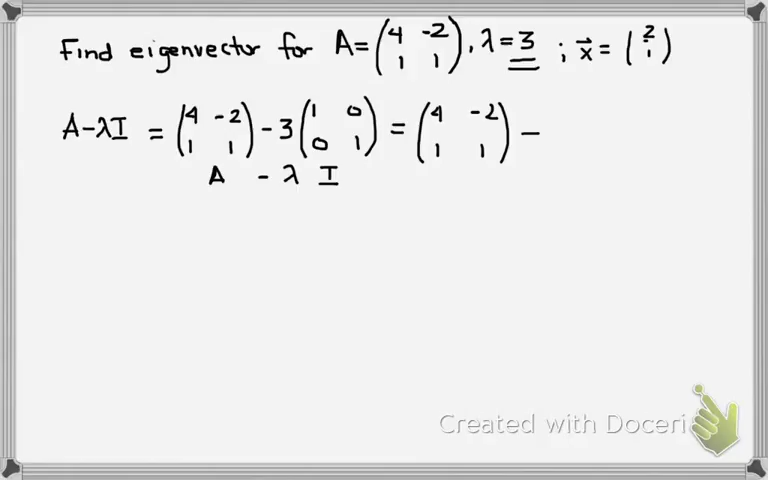 Find eigenvector for A = (4 -2 1 1), λ = 3 ; x⃗ = (2 1)
A - λI = (4 -2 1 1) - 3 (1 0 0 1) = (4 -2 1 1) -
A - λ I
Created with Doceri